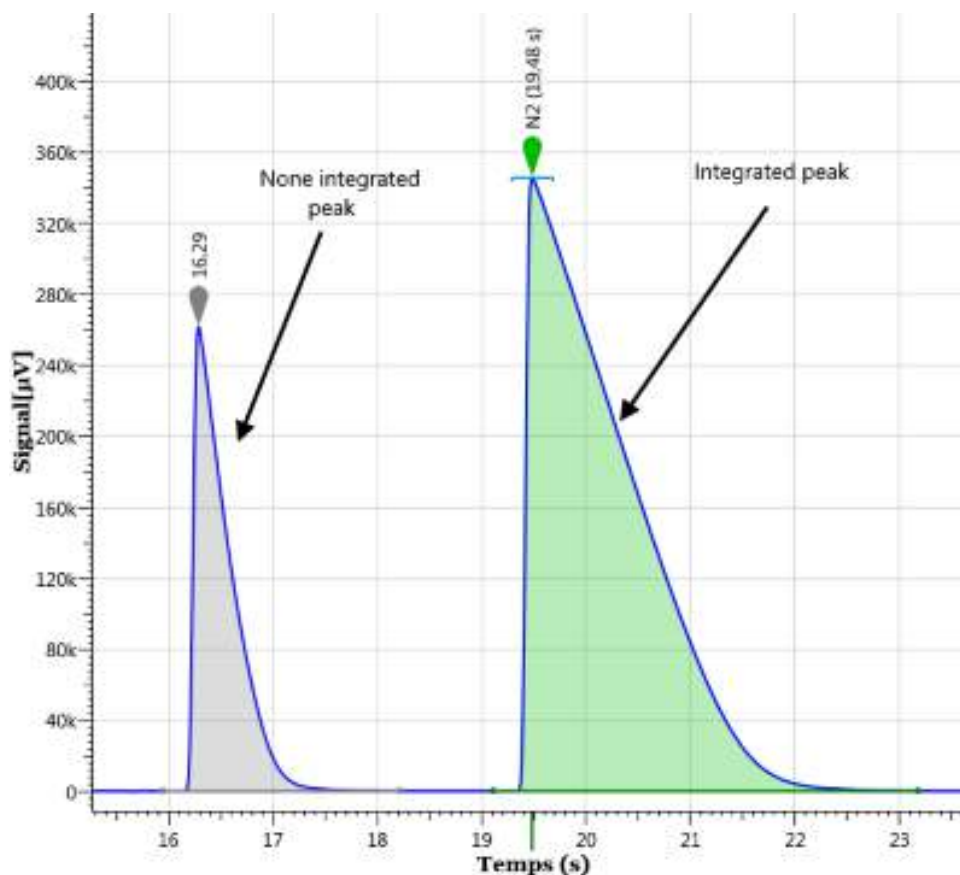 N2 (19.48 s)
400k
360k
None integrated
peak
Integrated peak
320k
16.29
280k
Signal[µV]
240k
200k
160k
120k
80k
40k
0
16 17 18 19 20 21 22 23
Temps (s)